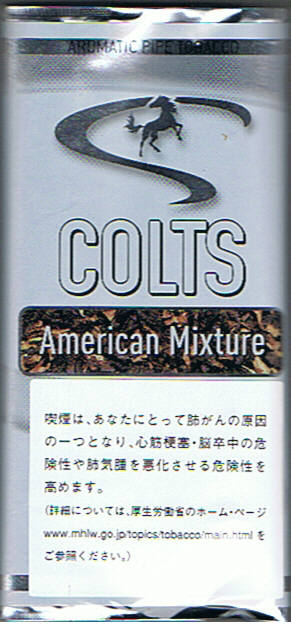 AROMATIC PIPE TOBACCO
COLTS
American Mixture
喫煙は、あなたにとって肺がんの原因
の一つとなり、心筋梗塞・脳卒中の危
険性や肺気腫を悪化させる危険性を
高めます。
(詳細については、厚生労働省のホーム・ページ
www.mhlw.go.jp/topics/tobacco/main.htmlを
ご参照ください。)